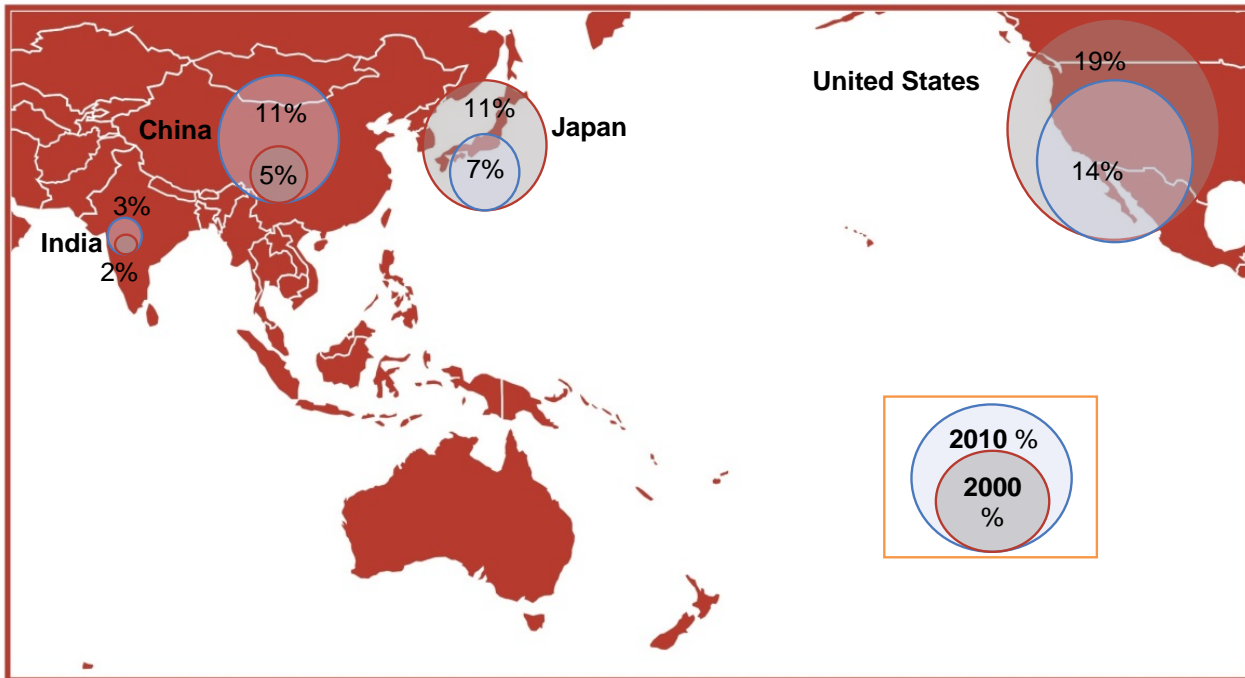 19%
United States
11%
China
11%
Japan
7%
5%
14%
3%
India
2%
2010 %
2000
%